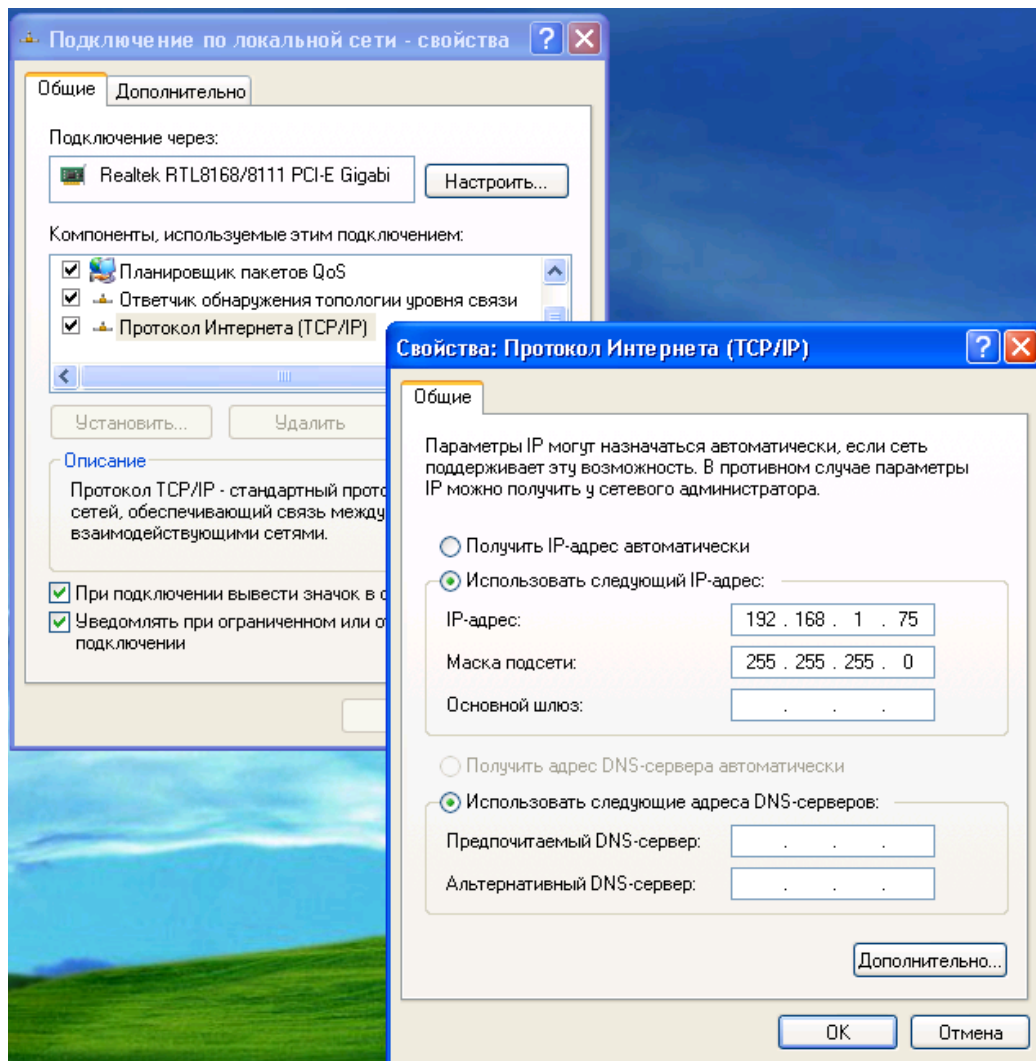 Подключение по локальной сети - свойства
Общие
Дополнительно
Подключение через:
Realtek RTL8168/8111 PCI-E Gigabi
Настроить...
Компоненты, используемые этим подключением:
Планировщик пакетов QoS
Ответчик обнаружения топологии уровня связи
Протокол Интернета (TCP/IP)
Установить...
Удалить
Описание
Протокол TCP/IP - стандартный прото
сетей, обеспечивающий связь между
взаимодействующими сетями.
При подключении вывести значок в о
Уведомлять при ограниченном или о
подключении
Свойства: Протокол Интернета (TCP/IP)
Общие
Параметры IP могут назначаться автоматически, если сеть
поддерживает эту возможность. В противном случае параметры
IP можно получить у сетевого администратора.
Получить IP-адрес автоматически
Использовать следующий IP-адрес:
IP-адрес: 192 . 168 . 1 . 75
Маска подсети: 255 . 255 . 255 . 0
Основной шлюз: . . .
Получить адрес DNS-сервера автоматически
Использовать следующие адреса DNS-серверов:
Предпочитаемый DNS-сервер: . . .
Альтернативный DNS-сервер: . . .
Дополнительно...
OK
Отмена